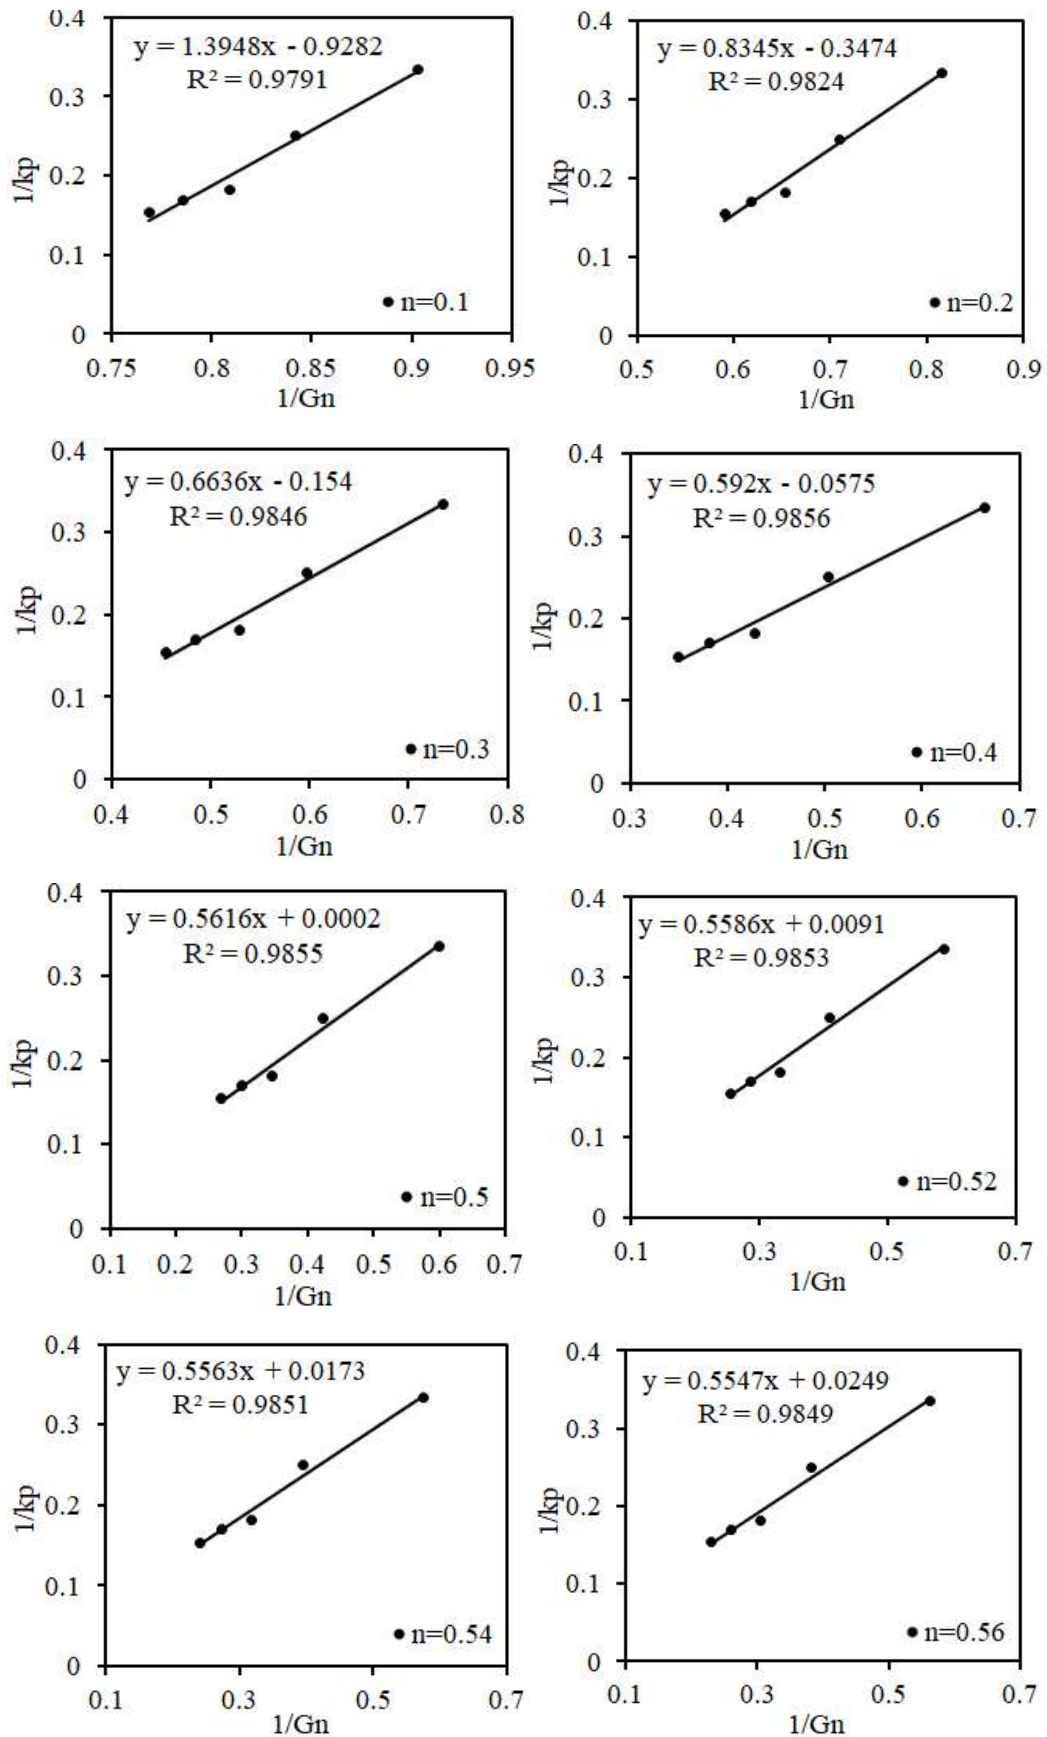 0.4
0.3
0.2
0.1
0
1/kp
y = 1.3948x - 0.9282
R² = 0.9791
n=0.1
0.75 0.8 0.85 0.9 0.95
1/Gn
0.4
0.3
0.2
0.1
0
1/kp
y = 0.8345x - 0.3474
R² = 0.9824
n=0.2
0.5 0.6 0.7 0.8 0.9
1/Gn
0.4
0.3
0.2
0.1
0
1/kp
y = 0.6636x - 0.154
R² = 0.9846
n=0.3
0.4 0.5 0.6 0.7 0.8
1/Gn
0.4
0.3
0.2
0.1
0
1/kp
y = 0.592x - 0.0575
R² = 0.9856
n=0.4
0.3 0.4 0.5 0.6 0.7
1/Gn
0.4
0.3
0.2
0.1
0
1/kp
y = 0.5616x + 0.0002
R² = 0.9855
n=0.5
0.1 0.2 0.3 0.4 0.5 0.6 0.7
1/Gn
0.4
0.3
0.2
0.1
0
1/kp
y = 0.5586x + 0.0091
R² = 0.9853
n=0.52
0.1 0.3 0.5 0.7
1/Gn
0.4
0.3
0.2
0.1
0
1/kp
y = 0.5563x + 0.0173
R² = 0.9851
n=0.54
0.1 0.3 0.5 0.7
1/Gn
0.4
0.3
0.2
0.1
0
1/kp
y = 0.5547x + 0.0249
R² = 0.9849
n=0.56
0.1 0.3 0.5 0.7
1/Gn